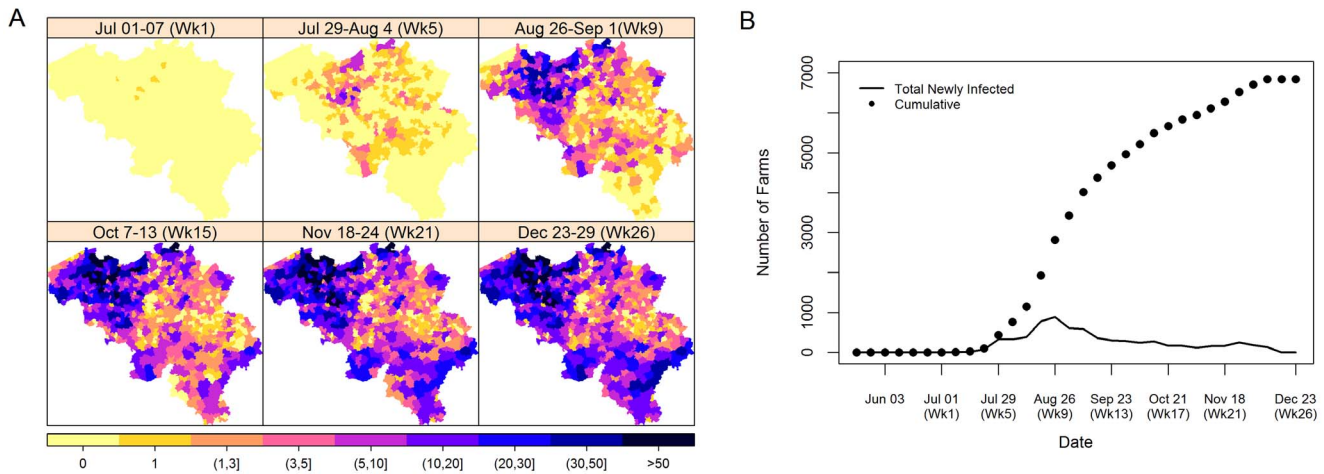 A
Jul 01-07 (Wk1)
Jul 29-Aug 4 (Wk5)
Aug 26-Sep 1(Wk9)
Oct 7-13 (Wk15)
Nov 18-24 (Wk21)
Dec 23-29 (Wk26)
0 1 (1,3] (3,5] (5,10] (10,20] (20,30] (30,50] >50
B
Number of Farms
7000
5000
3000
1000
0
Total Newly Infected
Cumulative
Jun 03
Jul 01
(Wk1)
Jul 29
(Wk5)
Aug 26
(Wk9)
Sep 23
(Wk13)
Oct 21
(Wk17)
Nov 18
(Wk21)
Dec 23
(Wk26)
Date